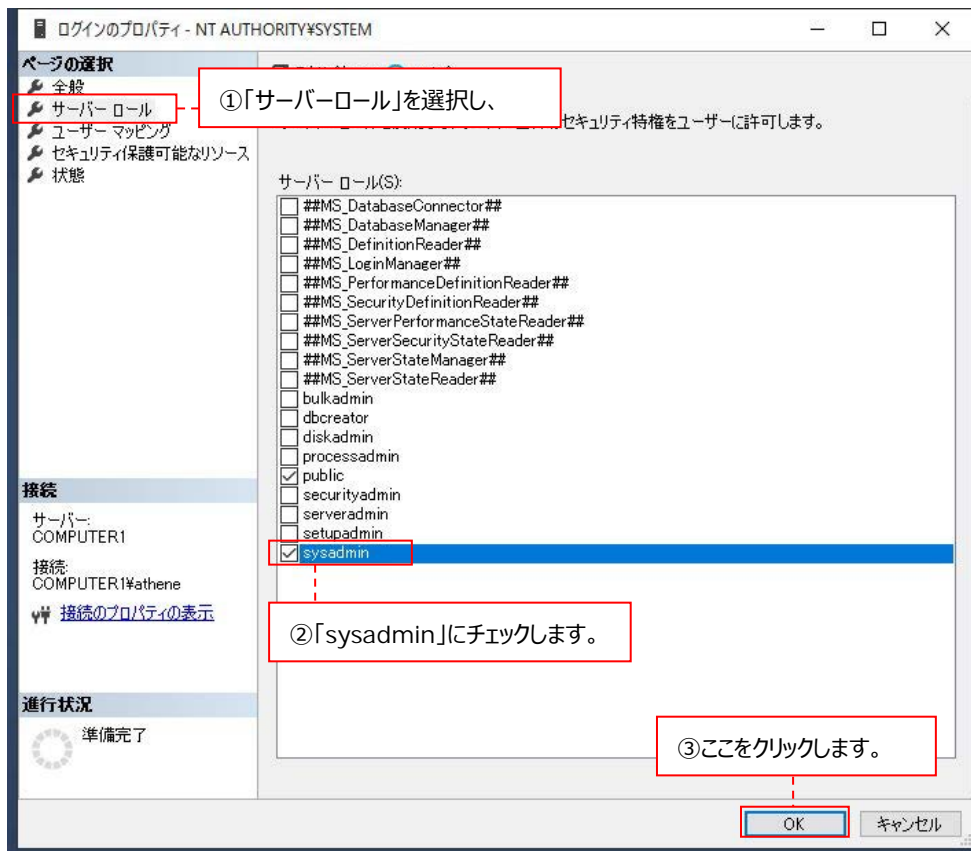 ログインのプロパティ - NT AUTHORITY¥SYSTEM
ページの選択
全般
サーバー ロール
ユーザー マッピング
セキュリティ保護可能なリソース
状態
①「サーバーロール」を選択し、
セキュリティ特権をユーザーに許可します。
サーバー ロール(S):
##MS_DatabaseConnector##
##MS_DatabaseManager##
##MS_DefinitionReader##
##MS_LoginManager##
##MS_PerformanceDefinitionReader##
##MS_SecurityDefinitionReader##
##MS_ServerPerformanceStateReader##
##MS_ServerSecurityStateReader##
##MS_ServerStateManager##
##MS_ServerStateReader##
bulkadmin
dbcreator
diskadmin
processadmin
public
securityadmin
serveradmin
setupadmin
sysadmin
②「sysadmin」にチェックします。
接続
サーバー:
COMPUTER1
接続:
COMPUTER1¥athene
接続のプロパティの表示
進行状況
準備完了
③ここをクリックします。
OK
キャンセル